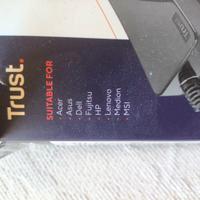 Trust.
SUITABLE FOR
• Acer
• Asus
• Dell
• Fujitsu
• HP
• Lenovo
• Medion
• MSI